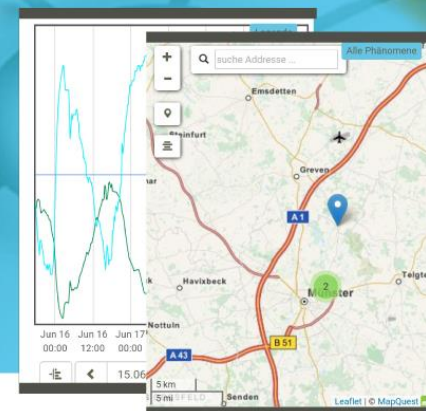 Alle Phänomene
suche Addresse ...
Emsdetten
Greven
A 1
Havixbeck
Telgte
2
Münster
Nottuln
B 51
A 43
5 km
5 mi
Senden
Leaflet | © MapQuest
Jun 16
00:00
Jun 16
12:00
Jun 17
00:00
15.06